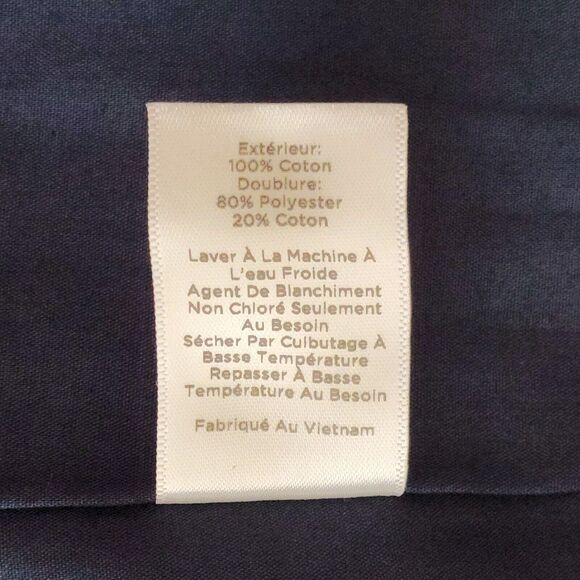 Extérieur:
100% Coton
Doublure:
80% Polyester
20% Coton
Laver À La Machine À
L'eau Froide
Agent De Blanchiment
Non Chloré Seulement
Au Besoin
Sécher Par Culbutage À
Basse Température
Repasser À Basse
Température Au Besoin
Fabriqué Au Vietnam